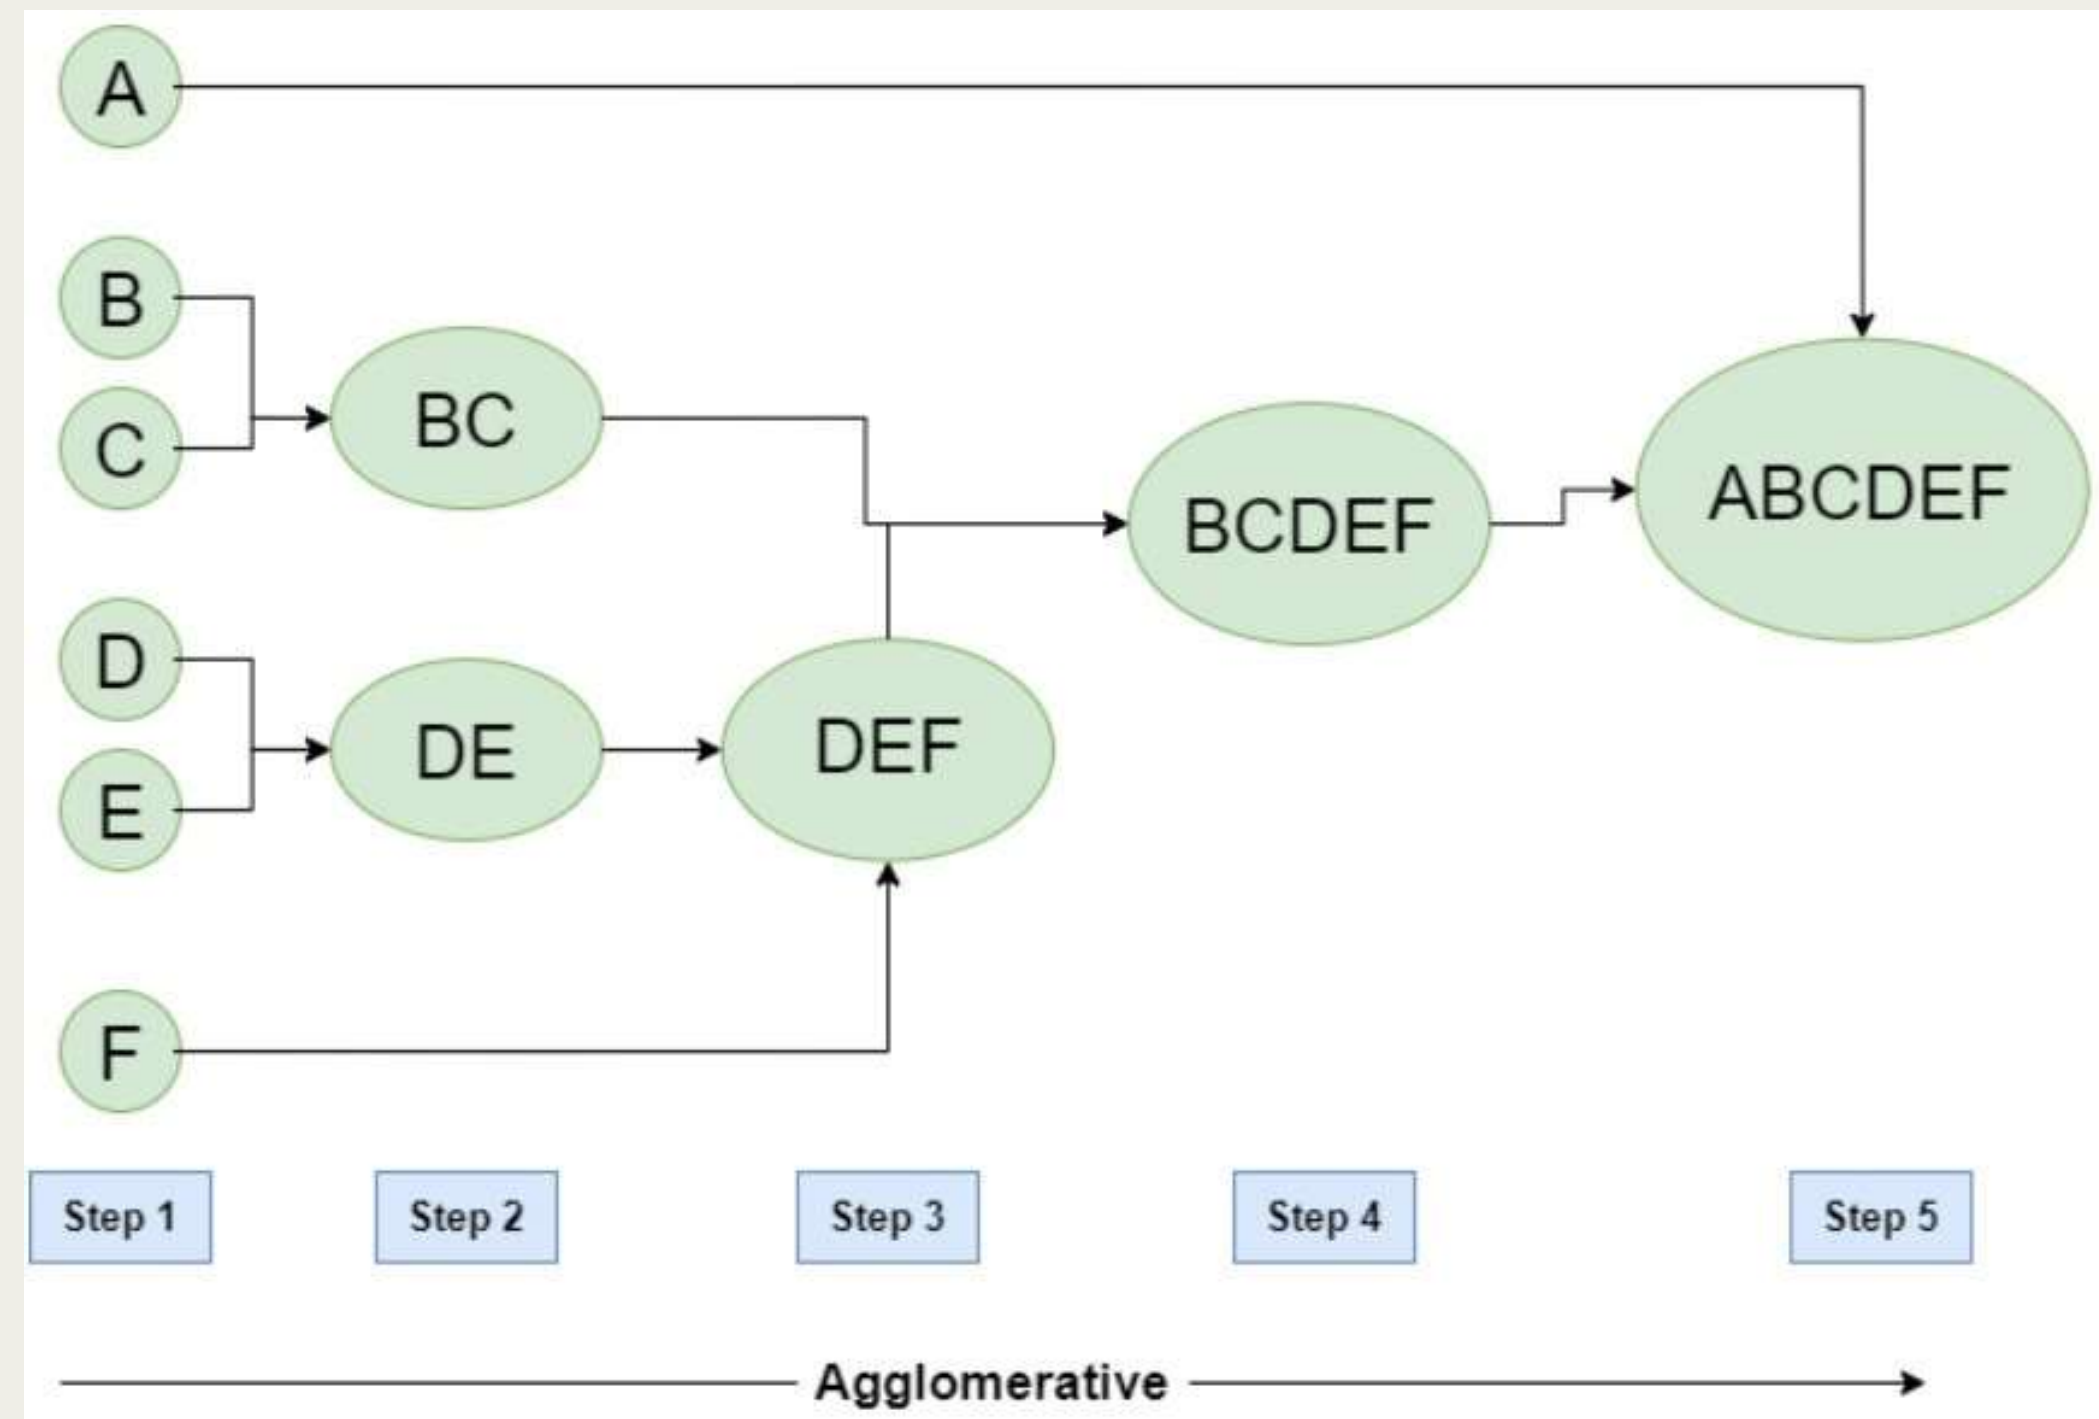 A
B
C
BC
D
E
DE
DEF
BCDEF
ABCDEF
F
Step 1
Step 2
Step 3
Step 4
Step 5
Agglomerative